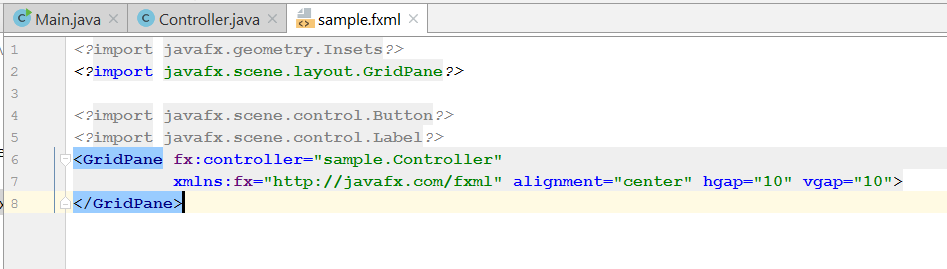 Main.java
Controller.java
sample.fxml
1 <?import javafx.geometry.Insets?>
2 <?import javafx.scene.layout.GridPane?>
3
4 <?import javafx.scene.control.Button?>
5 <?import javafx.scene.control.Label?>
6 <GridPane fx:controller="sample.Controller"
7 xmlns:fx="http://javafx.com/fxml" alignment="center" hgap="10" vgap="10">
8 </GridPane>